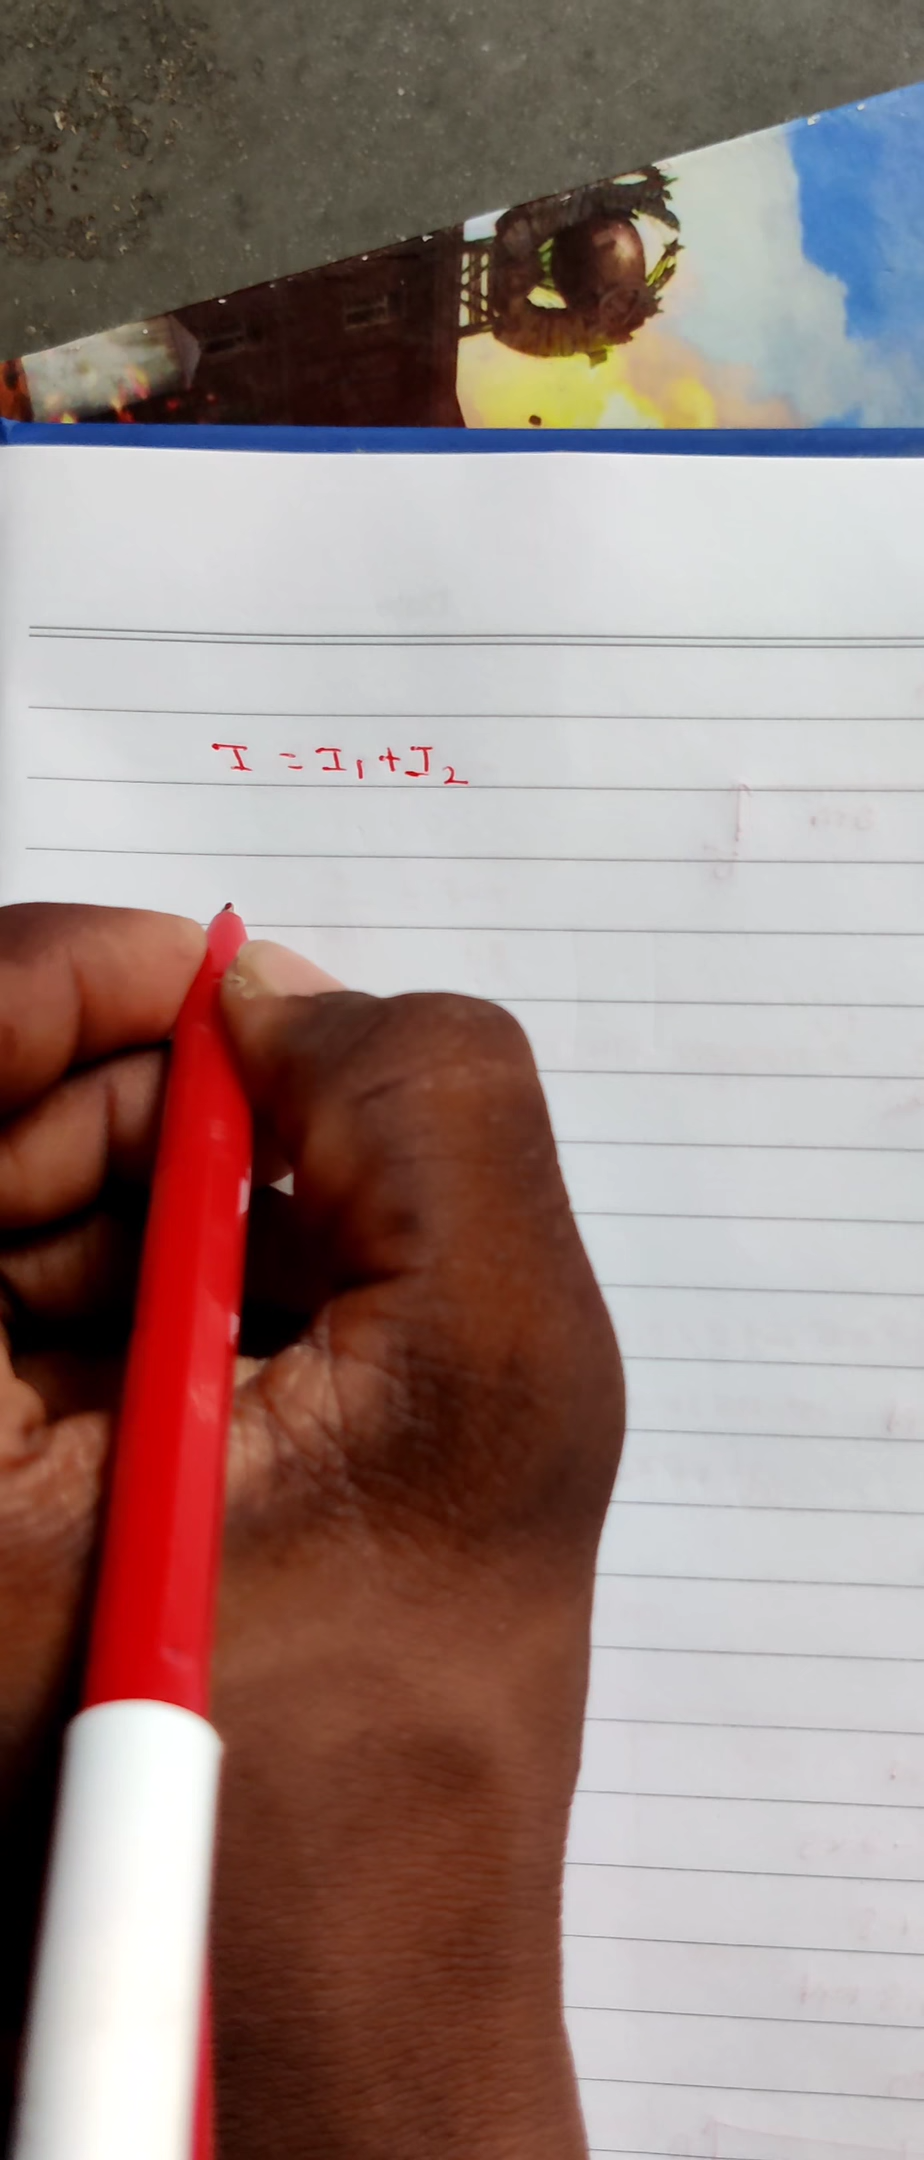 I = I₁ + I₂